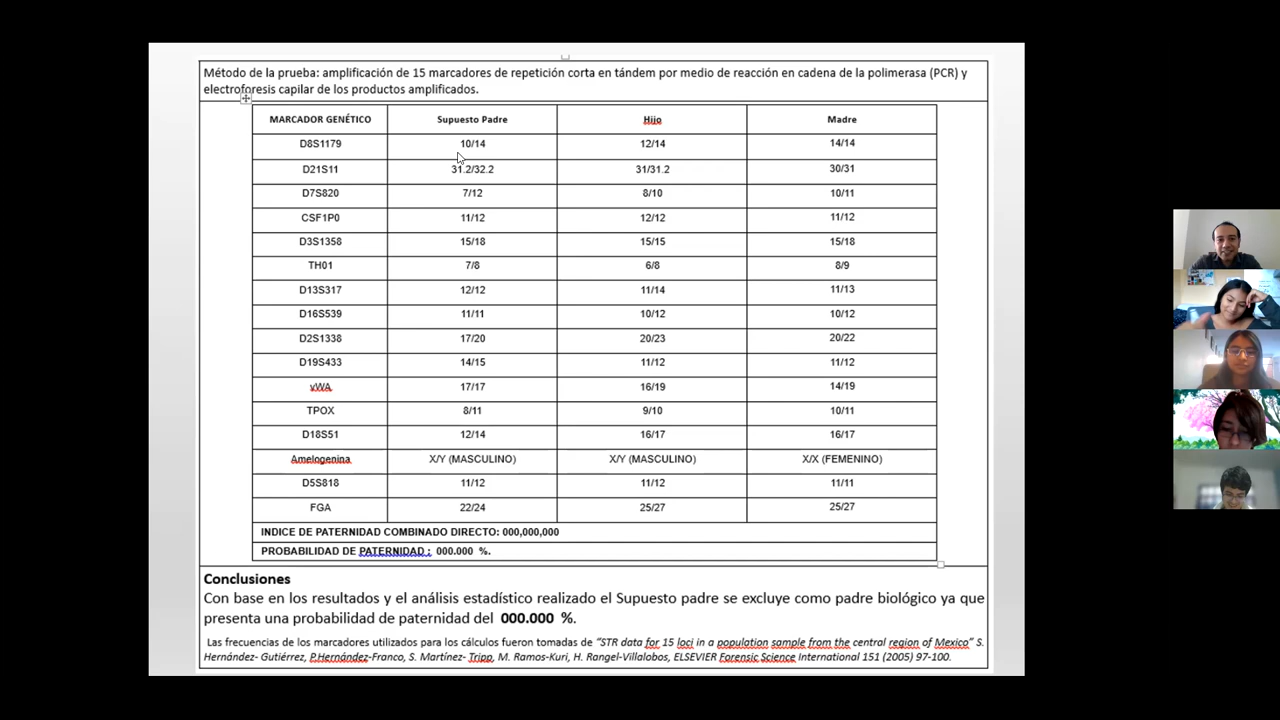 Método de la prueba: amplificación de 15 marcadores de repetición corta en tándem por medio de reacción en cadena de la polimerasa (PCR) y
electroforesis capilar de los productos amplificados.
MARCADOR GENÉTICO Supuesto Padre Hijo Madre
D8S1179 10/14 12/14 14/14
D21S11 31.2/32.2 31/31.2 30/31
D7S820 7/12 8/10 10/11
CSF1P0 11/12 12/12 11/12
D3S1358 15/18 15/15 15/18
TH01 7/8 6/8 8/9
D13S317 12/12 11/14 11/13
D16S539 11/11 10/12 10/12
D2S1338 17/20 20/23 20/22
D19S433 14/15 11/12 11/12
vWA 17/17 16/19 14/19
TPOX 8/11 9/10 10/11
D18S51 12/14 16/17 16/17
Amelogenina X/Y (MASCULINO) X/Y (MASCULINO) X/X (FEMENINO)
D5S818 11/12 11/12 11/11
FGA 22/24 25/27 25/27
INDICE DE PATERNIDAD COMBINADO DIRECTO: 000,000,000
PROBABILIDAD DE PATERNIDAD : 000.000 %.
Conclusiones
Con base en los resultados y el análisis estadístico realizado el Supuesto padre se excluye como padre biológico ya que
presenta una probabilidad de paternidad del 000.000 %.
Las frecuencias de los marcadores utilizados para los cálculos fueron tomadas de "STR data for 15 loci in a population sample from the central region of Mexico" S.
Hernández- Gutiérrez, P.Hernández-Franco, S. Martínez- Tripp, M. Ramos-Kuri, H. Rangel-Villalobos, ELSEVIER Forensic Science International 151 (2005) 97-100.